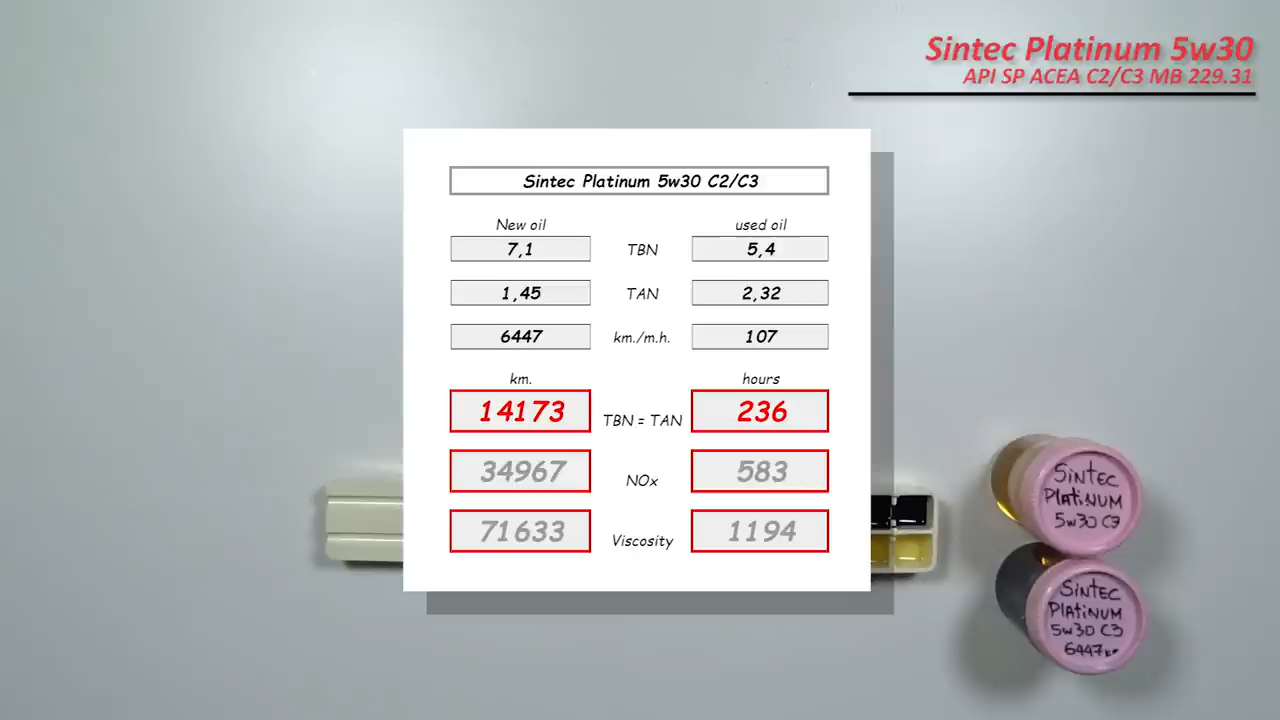 Sintec Platinum 5w30
API SP ACEA C2/C3 MB 229.31
Sintec Platinum 5w30 C2/C3
New oil used oil
7,1 TBN 5,4
1,45 TAN 2,32
6447 km./m.h. 107
km. hours
14173 TBN = TAN 236
34967 NOx 583
71633 Viscosity 1194
SiNTEC
PLATiNUM
5w30 C3
SiNTEC
PLATiNUM
5w30 C3
6447км